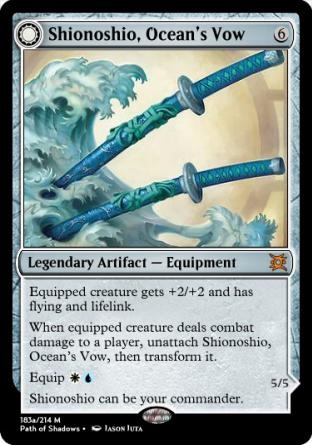 Shionoshio, Ocean's Vow 6
Legendary Artifact — Equipment
Equipped creature gets +2/+2 and has
flying and lifelink.
When equipped creature deals combat
damage to a player, unattach Shionoshio,
Ocean's Vow, then transform it.
Equip
5/5
Shionoshio can be your commander.
183a/214 M
Path of Shadows • Iason Iuta